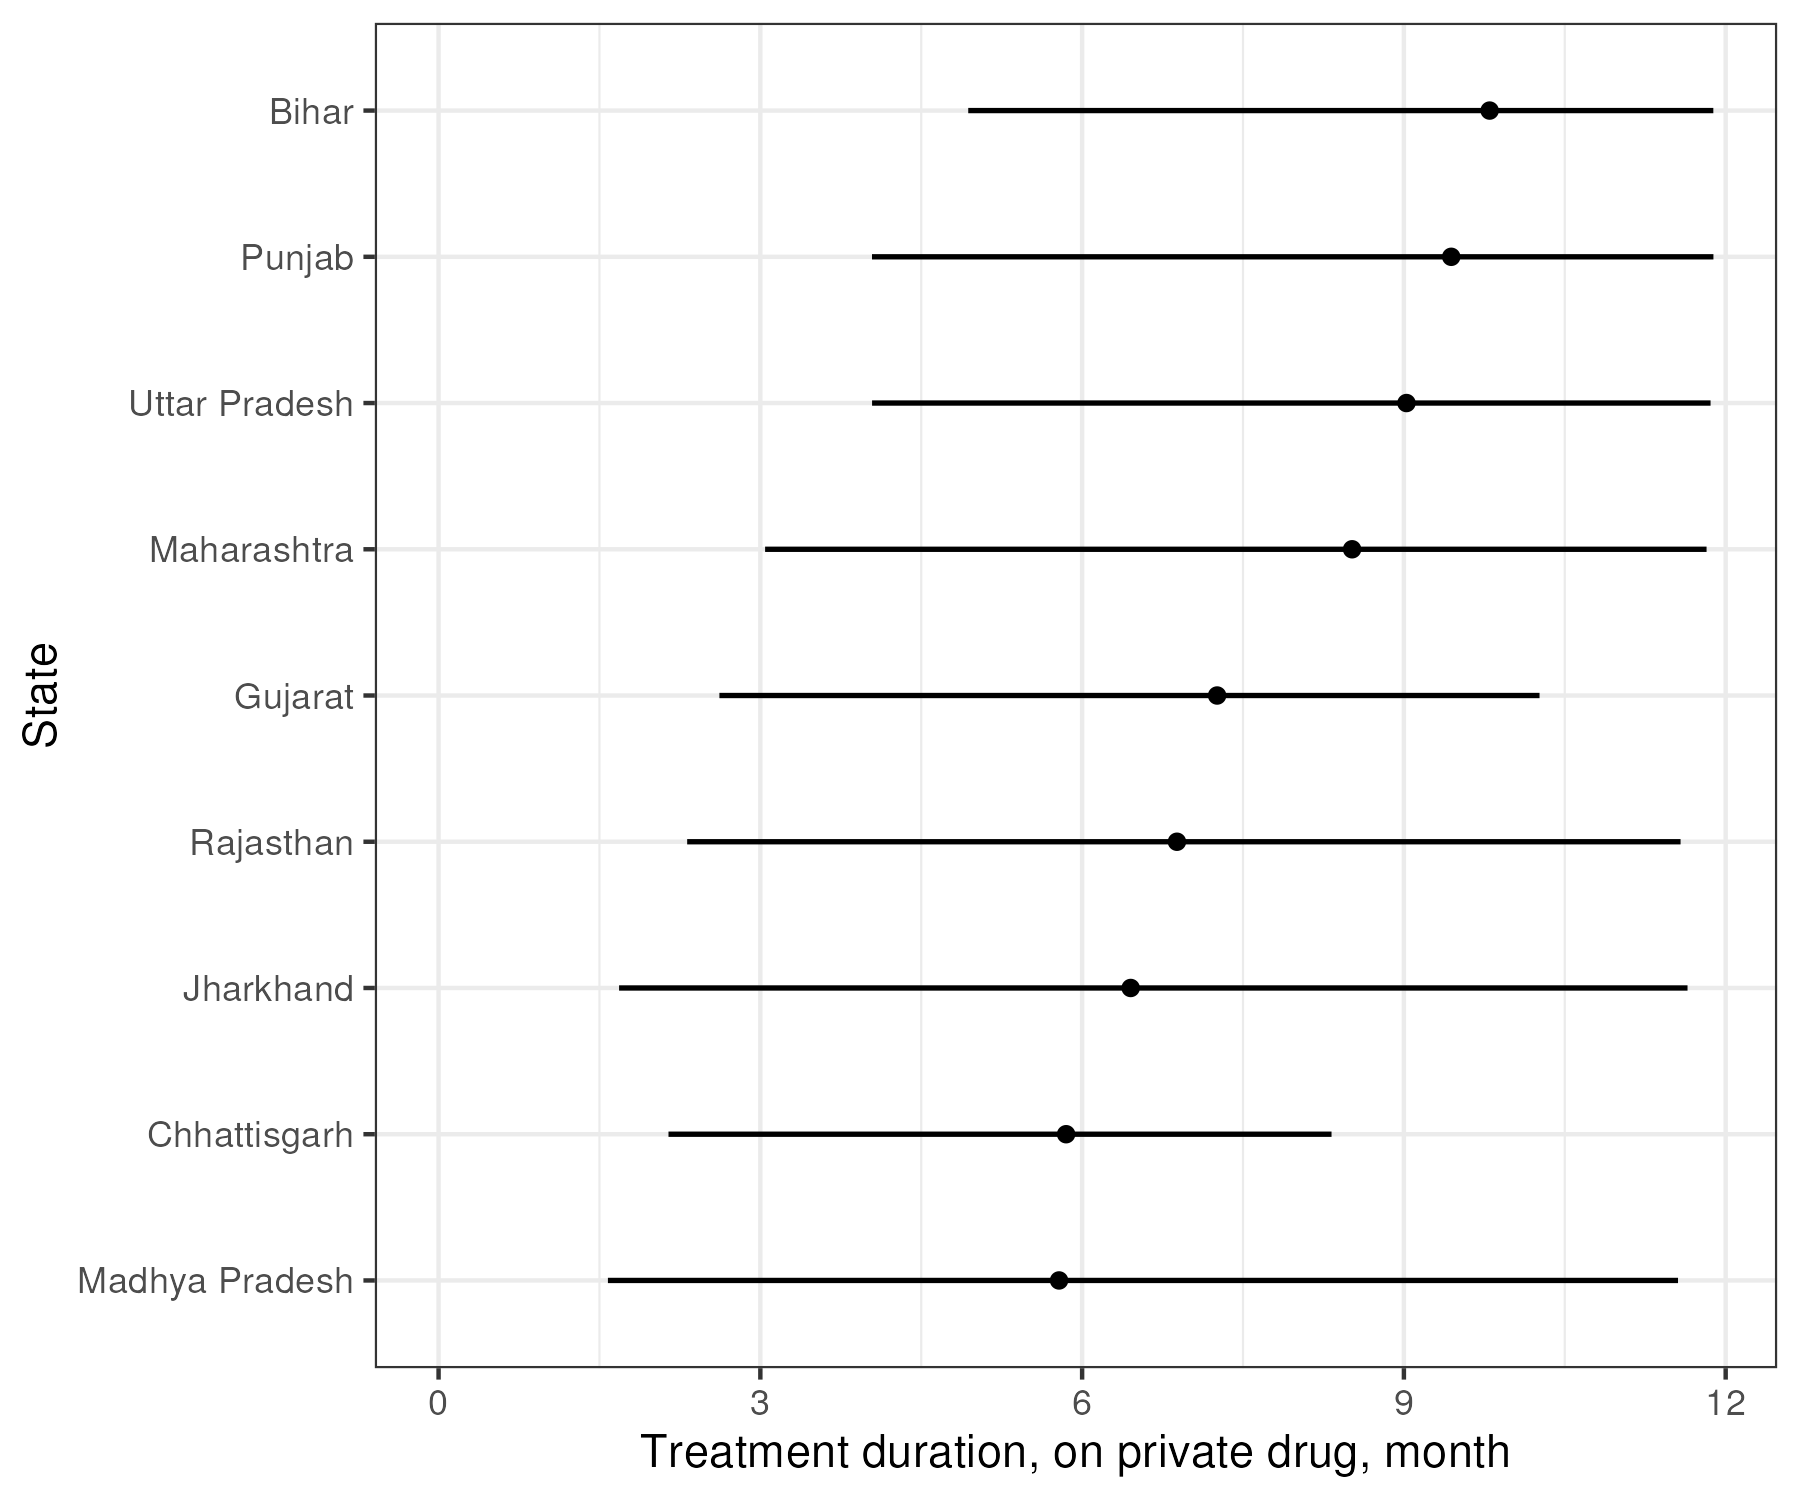 Bihar
Punjab
Uttar Pradesh
Maharashtra
Gujarat
Rajasthan
Jharkhand
Chhattisgarh
Madhya Pradesh
State
0 3 6 9 12
Treatment duration, on private drug, month